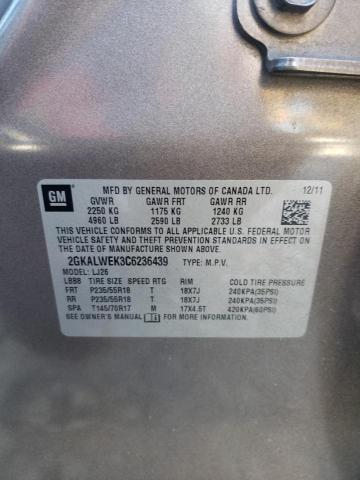 GM
MFD BY GENERAL MOTORS OF CANADA LTD. 12/11
GVWR GAWR FRT GAWR RR
2250 KG 1175 KG 1240 KG
4960 LB 2590 LB 2733 LB
THIS VEHICLE CONFORMS TO ALL APPLICABLE U.S. FEDERAL MOTOR
VEHICLE SAFETY AND THEFT PREVENTION STANDARDS IN EFFECT ON
THE DATE OF MANUFACTURE SHOWN ABOVE.
2GKALWEK3C6236439 TYPE: M.P.V.
MODEL: LJ26
LBBB TIRE SIZE SPEED RTG RIM COLD TIRE PRESSURE
FRT P235/55R18 T 18X7J 240KPA(35PSI)
RR P235/55R18 T 18X7J 240KPA(35PSI)
SPA T145/70R17 M 17X4.5T 420KPA(60PSI)
SEE OWNER'S MANUAL FOR ADDITIONAL INFORMATION.